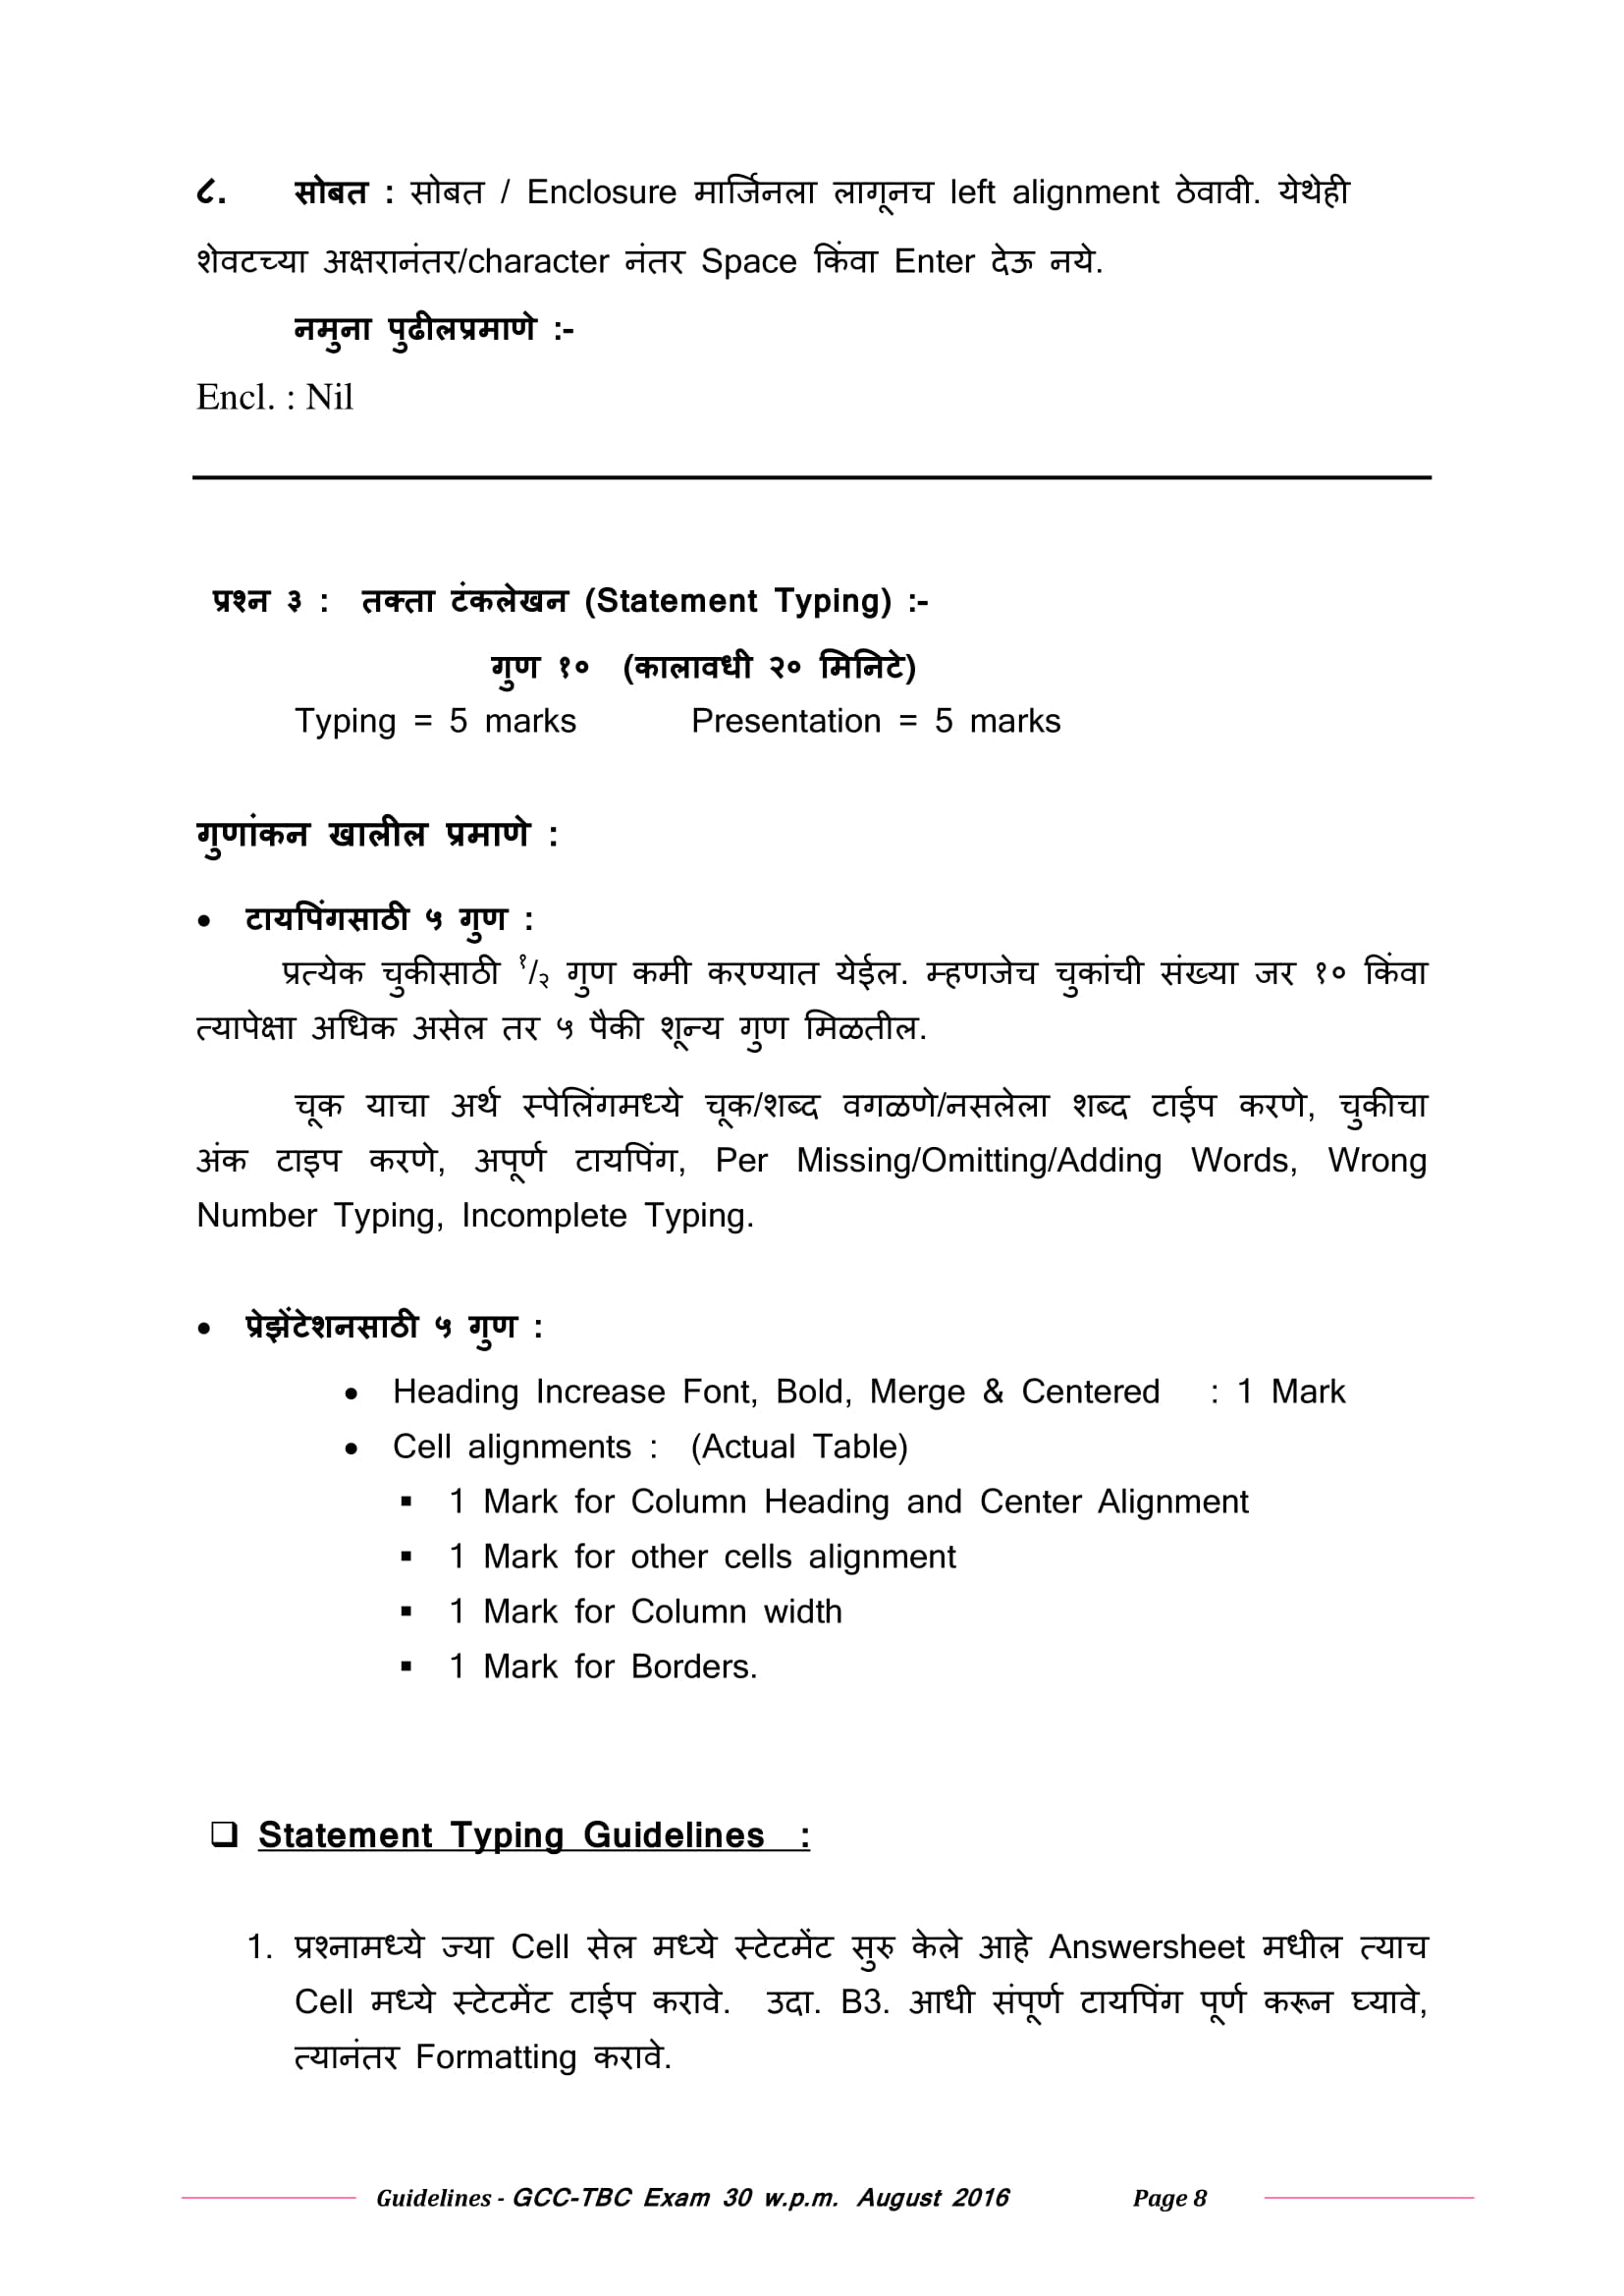 ८. सोबत : सोबत / Enclosure मार्जिनला लागूनच left alignment ठेवावी. येथेही
शेवटच्या अक्षरानंतर/character नंतर Space किंवा Enter देऊ नये.
नमुना पुढीलप्रमाणे :-
Encl. : Nil
प्रश्न ३ : तक्ता टंकलेखन (Statement Typing) :-
गुण १० (कालावधी २० मिनिटे)
Typing = 5 marks Presentation = 5 marks
गुणांकन खालील प्रमाणे :
• टायपिंगसाठी ५ गुण :
प्रत्येक चुकीसाठी १/२ गुण कमी करण्यात येईल. म्हणजेच चुकांची संख्या जर १० किंवा
त्यापेक्षा अधिक असेल तर ५ पैकी शून्य गुण मिळतील.
चूक याचा अर्थ स्पेलिंगमध्ये चूक/शब्द वगळणे/नसलेला शब्द टाईप करणे, चुकीचा
अंक टाइप करणे, अपूर्ण टायपिंग, Per Missing/Omitting/Adding Words, Wrong
Number Typing, Incomplete Typing.
• प्रेझेंटेशनसाठी ५ गुण :
• Heading Increase Font, Bold, Merge & Centered : 1 Mark
• Cell alignments : (Actual Table)
▪ 1 Mark for Column Heading and Center Alignment
▪ 1 Mark for other cells alignment
▪ 1 Mark for Column width
▪ 1 Mark for Borders.
❑ Statement Typing Guidelines :
1. प्रश्नामध्ये ज्या Cell सेल मध्ये स्टेटमेंट सुरु केले आहे Answersheet मधील त्याच
Cell मध्ये स्टेटमेंट टाईप करावे. उदा. B3. आधी संपूर्ण टायपिंग पूर्ण करून घ्यावे,
त्यानंतर Formatting करावे.
Guidelines - GCC-TBC Exam 30 w.p.m. August 2016 Page 8